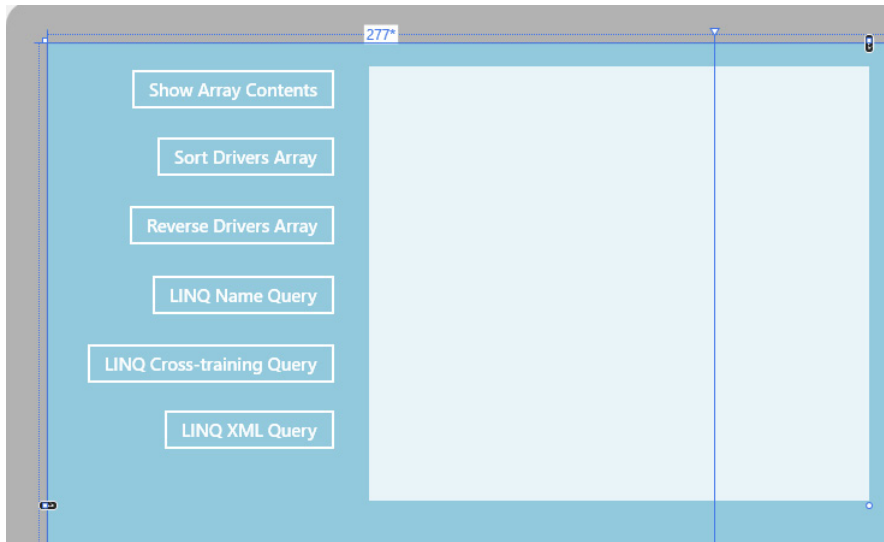 277*
Show Array Contents
Sort Drivers Array
Reverse Drivers Array
LINQ Name Query
LINQ Cross-training Query
LINQ XML Query